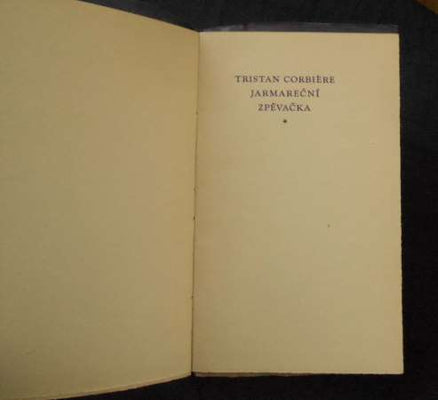 TRISTAN CORBIÈRE
JARMAREČNÍ
ZPĚVAČKA
*